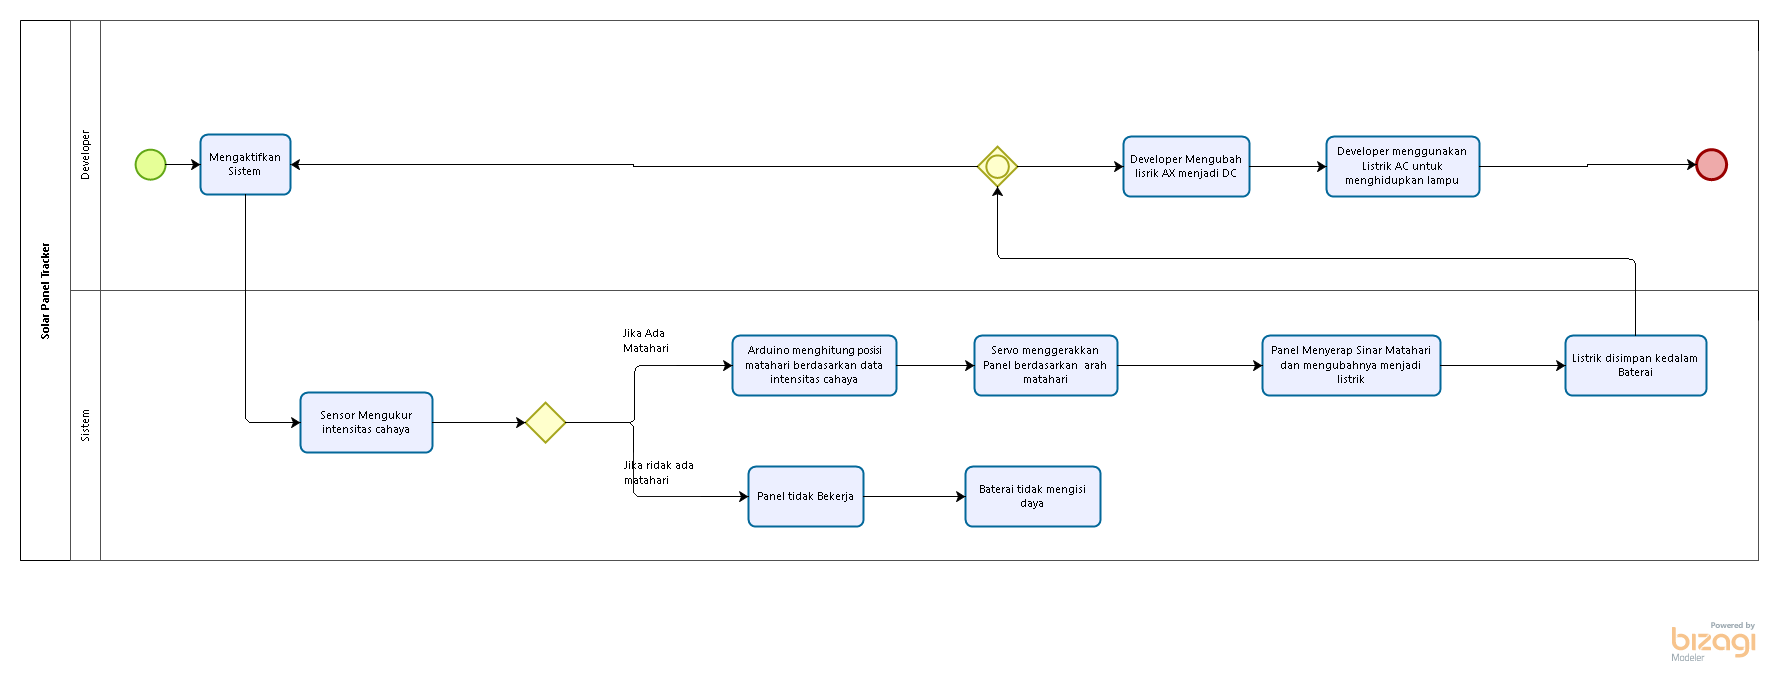 Solar Panel Tracker
Developer
Mengaktifkan
Sistem
Developer Mengubah
lisrik AX menjadi DC
Developer menggunakan
Listrik AC untuk
menghidupkan lampu
Sistem
Sensor Mengukur
intensitas cahaya
Jika Ada
Matahari
Arduino menghitung posisi
matahari berdasarkan data
intensitas cahaya
Servo menggerakkan
Panel berdasarkan arah
matahari
Panel Menyerap Sinar Matahari
dan mengubahnya menjadi
listrik
Listrik disimpan kedalam
Baterai
Jika ridak ada
matahari
Panel tidak Bekerja
Baterai tidak mengisi
daya
Powered by
bizagi
Modeler